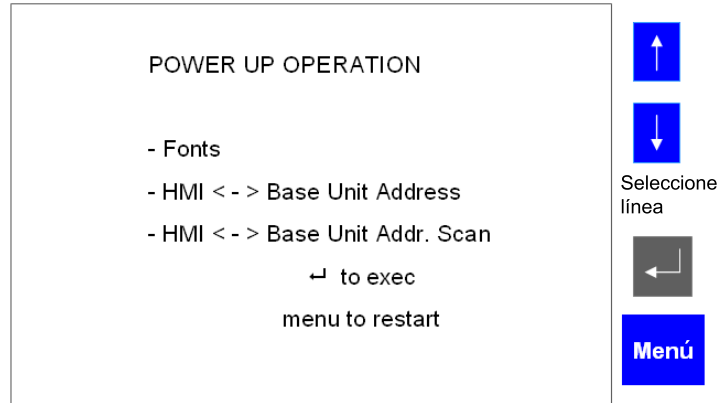 POWER UP OPERATION
- Fonts
- HMI < - > Base Unit Address
- HMI < - > Base Unit Addr. Scan
↵ to exec
menu to restart
Seleccione
línea
Menú